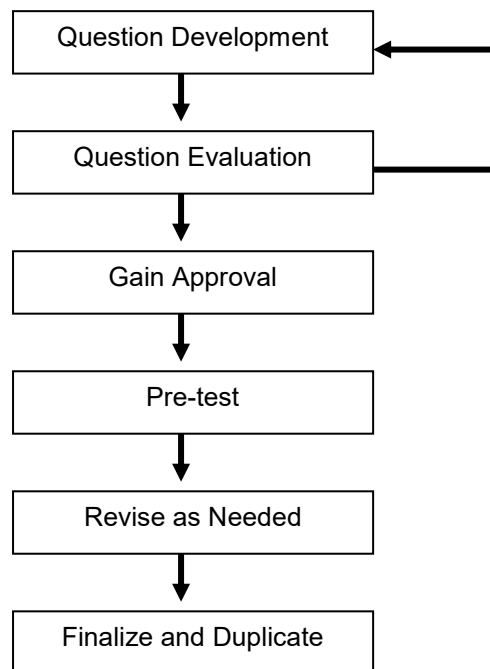 Question Development
Question Evaluation
Gain Approval
Pre-test
Revise as Needed
Finalize and Duplicate